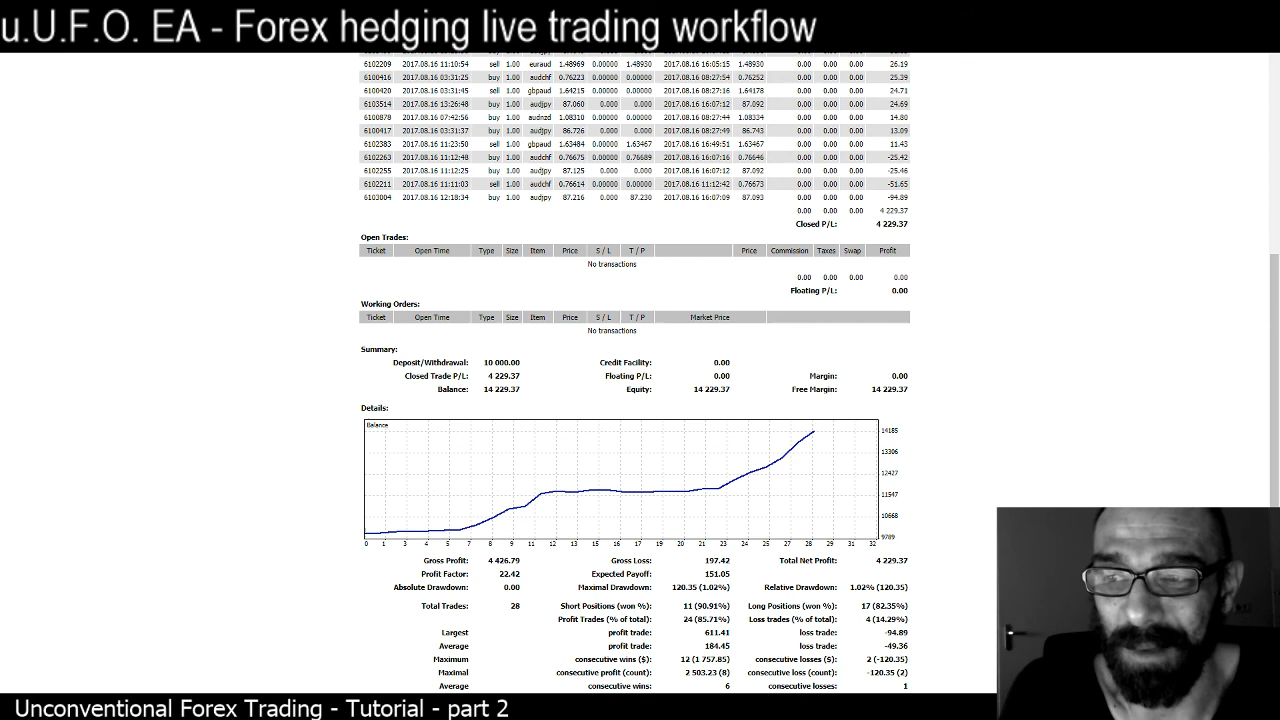 u.U.F.O. EA - Forex hedging live trading workflow
6102209 2017.08.16 11:10:54 sell 1.00 euraud 1.48969 0.00000 1.48930 2017.08.16 16:05:15 1.48930 0.00 0.00 0.00 26.19
6100416 2017.08.16 03:31:25 buy 1.00 audchf 0.76223 0.00000 0.00000 2017.08.16 08:27:54 0.76252 0.00 0.00 0.00 25.39
6100420 2017.08.16 03:31:45 sell 1.00 gbpaud 1.64215 0.00000 0.00000 2017.08.16 08:27:16 1.64178 0.00 0.00 0.00 24.71
6103514 2017.08.16 13:26:48 buy 1.00 audjpy 87.060 0.000 0.000 2017.08.16 16:07:12 87.092 0.00 0.00 0.00 24.69
6100878 2017.08.16 07:42:56 buy 1.00 audnzd 1.08310 0.00000 0.00000 2017.08.16 08:27:44 1.08334 0.00 0.00 0.00 14.80
6100417 2017.08.16 03:31:37 buy 1.00 audjpy 86.726 0.000 0.000 2017.08.16 08:27:49 86.743 0.00 0.00 0.00 13.09
6102383 2017.08.16 11:23:50 sell 1.00 gbpaud 1.63484 0.00000 1.63467 2017.08.16 16:49:51 1.63467 0.00 0.00 0.00 11.43
6102263 2017.08.16 11:12:48 buy 1.00 audchf 0.76675 0.00000 0.76689 2017.08.16 16:07:16 0.76646 0.00 0.00 0.00 -25.42
6102255 2017.08.16 11:12:25 buy 1.00 audjpy 87.125 0.000 0.000 2017.08.16 16:07:12 87.092 0.00 0.00 0.00 -25.46
6102211 2017.08.16 11:11:03 sell 1.00 audchf 0.76614 0.00000 0.00000 2017.08.16 11:12:42 0.76673 0.00 0.00 0.00 -51.65
6103004 2017.08.16 12:18:34 buy 1.00 audjpy 87.216 0.000 87.230 2017.08.16 16:07:09 87.093 0.00 0.00 0.00 -94.89
0.00 0.00 0.00 4 229.37
Closed P/L: 4 229.37
Open Trades:
Ticket Open Time Type Size Item Price S / L T / P Price Commission Taxes Swap Profit
No transactions
0.00 0.00 0.00 0.00
Floating P/L: 0.00
Working Orders:
Ticket Open Time Type Size Item Price S / L T / P Market Price
No transactions
Summary:
Deposit/Withdrawal: 10 000.00 Credit Facility: 0.00
Closed Trade P/L: 4 229.37 Floating P/L: 0.00 Margin: 0.00
Balance: 14 229.37 Equity: 14 229.37 Free Margin: 14 229.37
Details:
Balance
14185
13306
12427
11547
10668
9789
0 1 3 4 6 7 9 11 12 13 15 16 17 19 20 21 23 24 25 27 28 29 31 32
Gross Profit: 4 426.79 Gross Loss: 197.42 Total Net Profit: 4 229.37
Profit Factor: 22.42 Expected Payoff: 151.05
Absolute Drawdown: 0.00 Maximal Drawdown: 120.35 (1.02%) Relative Drawdown: 1.02% (120.35)
Total Trades: 28 Short Positions (won %): 11 (90.91%) Long Positions (won %): 17 (82.35%)
Profit Trades (% of total): 24 (85.71%) Loss trades (% of total): 4 (14.29%)
Largest profit trade: 611.41 loss trade: -94.89
Average profit trade: 184.45 loss trade: -49.36
Maximum consecutive wins ($): 12 (1 757.85) consecutive losses ($): 2 (-120.35)
Maximal consecutive profit (count): 2 503.23 (8) consecutive loss (count): -120.35 (2)
Average consecutive wins: 6 consecutive losses: 1
Unconventional Forex Trading - Tutorial - part 2